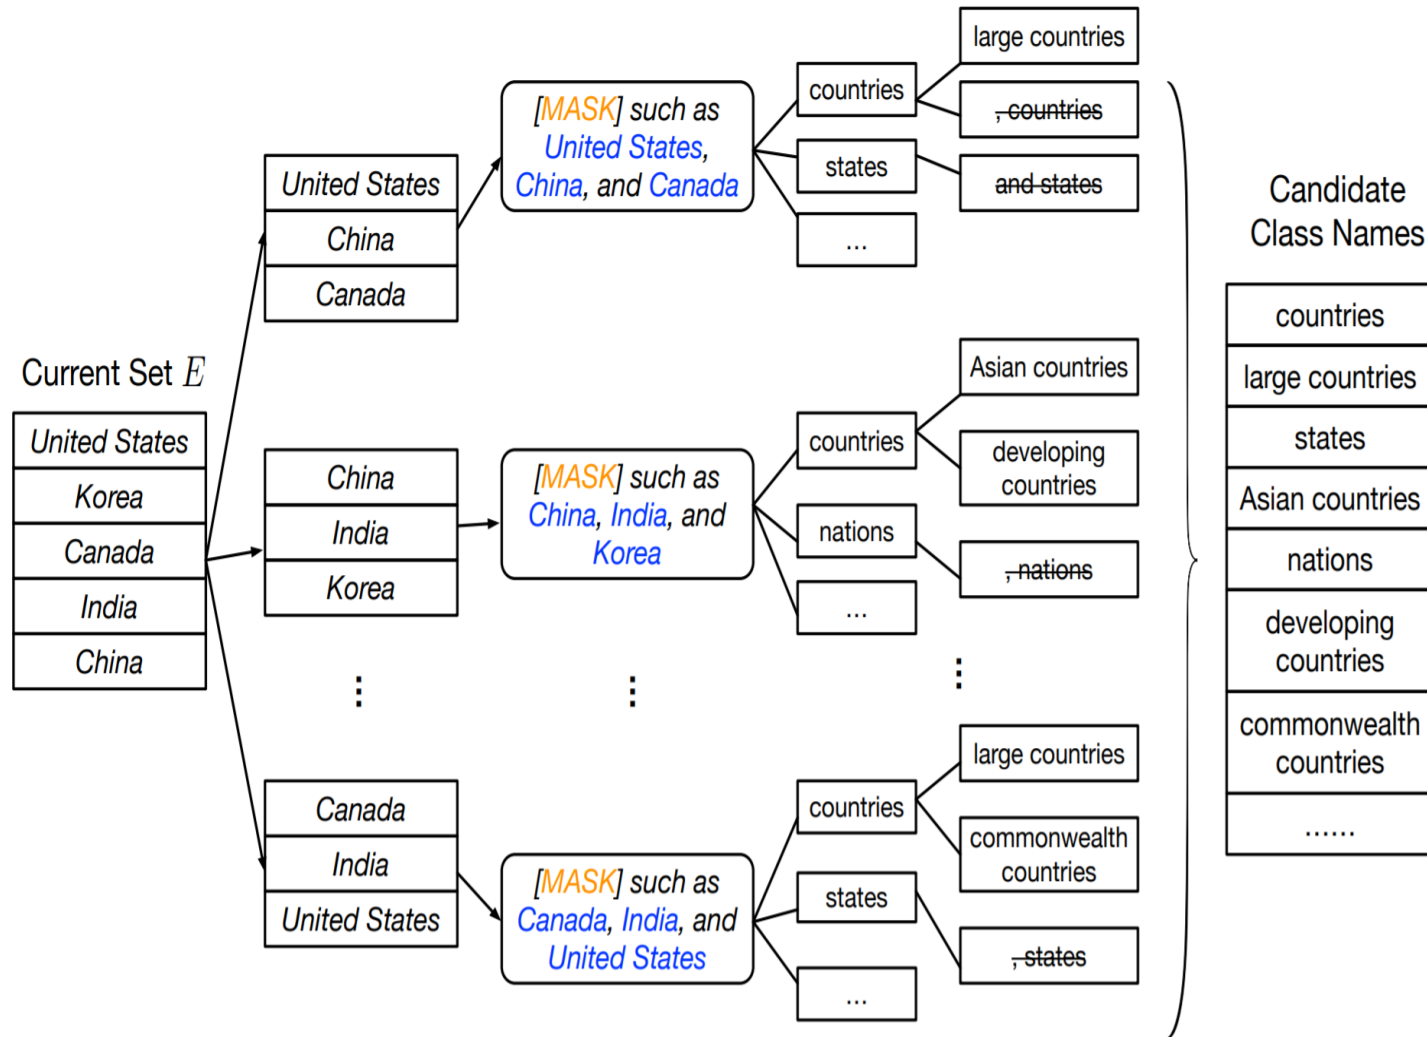 Current Set E
United States
Korea
Canada
India
China
United States
China
Canada
China
India
Korea
⋮
Canada
India
United States
[MASK] such as
United States,
China, and Canada
[MASK] such as
China, India, and
Korea
⋮
[MASK] such as
Canada, India, and
United States
countries
states
...
large countries
, countries
and states
countries
nations
...
Asian countries
developing
countries
, nations
⋮
countries
states
...
large countries
commonwealth
countries
, states
Candidate
Class Names
countries
large countries
states
Asian countries
nations
developing
countries
commonwealth
countries
......